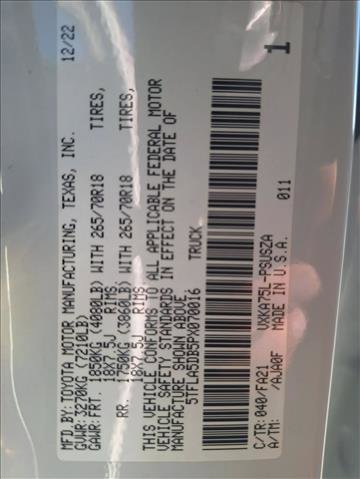 MFD.BY:TOYOTA MOTOR MANUFACTURING, TEXAS, INC. 12/22
GVWR:3270KG (7210LB)
GAWR:FRT. 1850KG (4080LB) WITH 265/70R18 TIRES,
18X7.5J RIMS,
RR. 1750KG (3860LB) WITH 265/70R18 TIRES,
18X7.5J RIMS
THIS VEHICLE CONFORMS TO ALL APPLICABLE FEDERAL MOTOR
VEHICLE SAFETY STANDARDS IN EFFECT ON THE DATE OF
MANUFACTURE SHOWN ABOVE
5TFLA5DB5PX070016 TRUCK
C/TR:040/FA21 VXKA75L-PSVSZA
A/TM: /AJA0F MADE IN U.S.A.
011
1